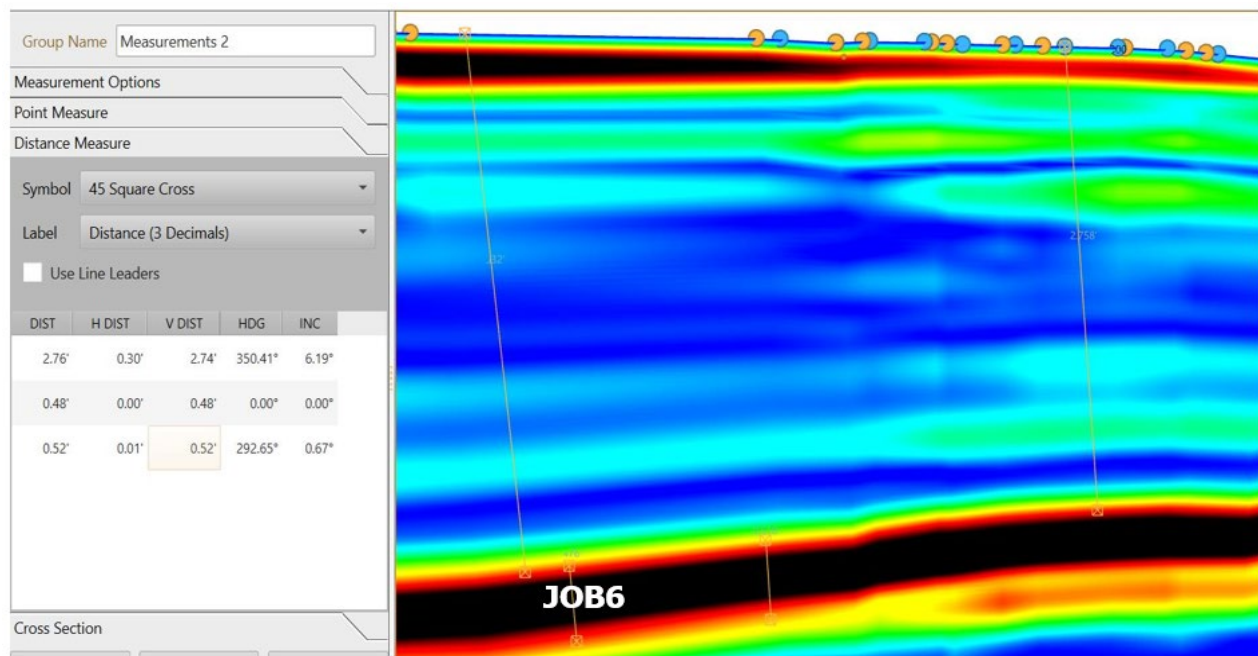 Group Name Measurements 2
Measurement Options
Point Measure
Distance Measure
Symbol 45 Square Cross
Label Distance (3 Decimals)
Use Line Leaders
DIST H DIST V DIST HDG INC
2.76' 0.30' 2.74' 350.41° 6.19°
0.48' 0.00' 0.48' 0.00° 0.00°
0.52' 0.01' 0.52' 292.65° 0.67°
Cross Section
2.758'
JOB6